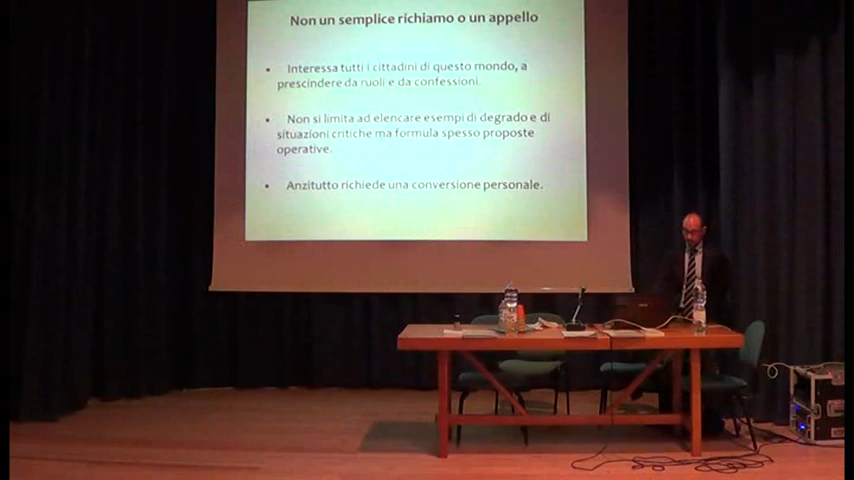 Non un semplice richiamo o un appello
• Interessa tutti i cittadini di questo mondo, a
prescindere da ruoli e da confessioni.
• Non si limita ad elencare esempi di degrado e di
situazioni critiche ma formula spesso proposte
operative.
• Anzitutto richiede una conversione personale.